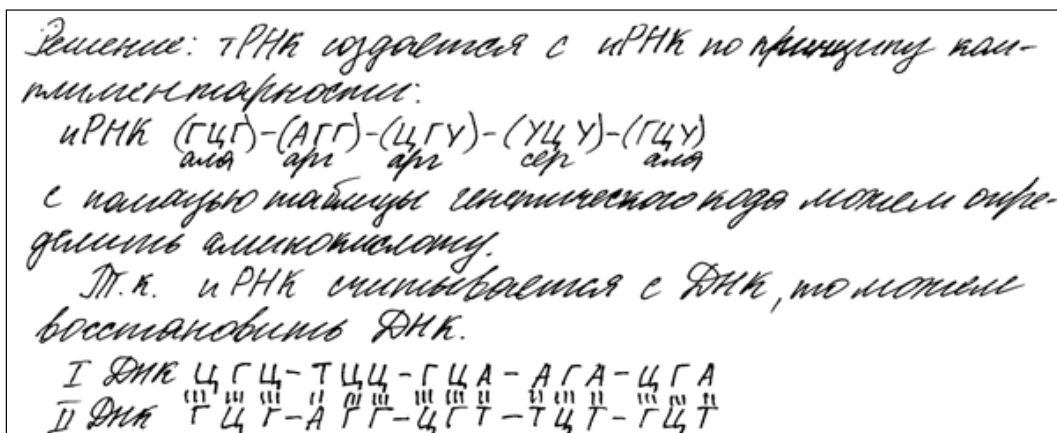 Решение: тРНК создается с иРНК по принципу ком-
плиментарности:
иРНК (ГЦГ)-(АГГ)-(ЦГУ)-(УЦУ)-(ГЦУ)
ала арг арг сер ала
с помощью таблицы генетического кода можем опре-
делить аминокислоту.
Т.к. иРНК считывается с ДНК, то можем
восстановить ДНК.
I ДНК ЦГЦ-ТЦЦ-ГЦА-АГА-ЦГА
II ДНК ГЦГ-АГГ-ЦГТ-ТЦТ-ГЦТ